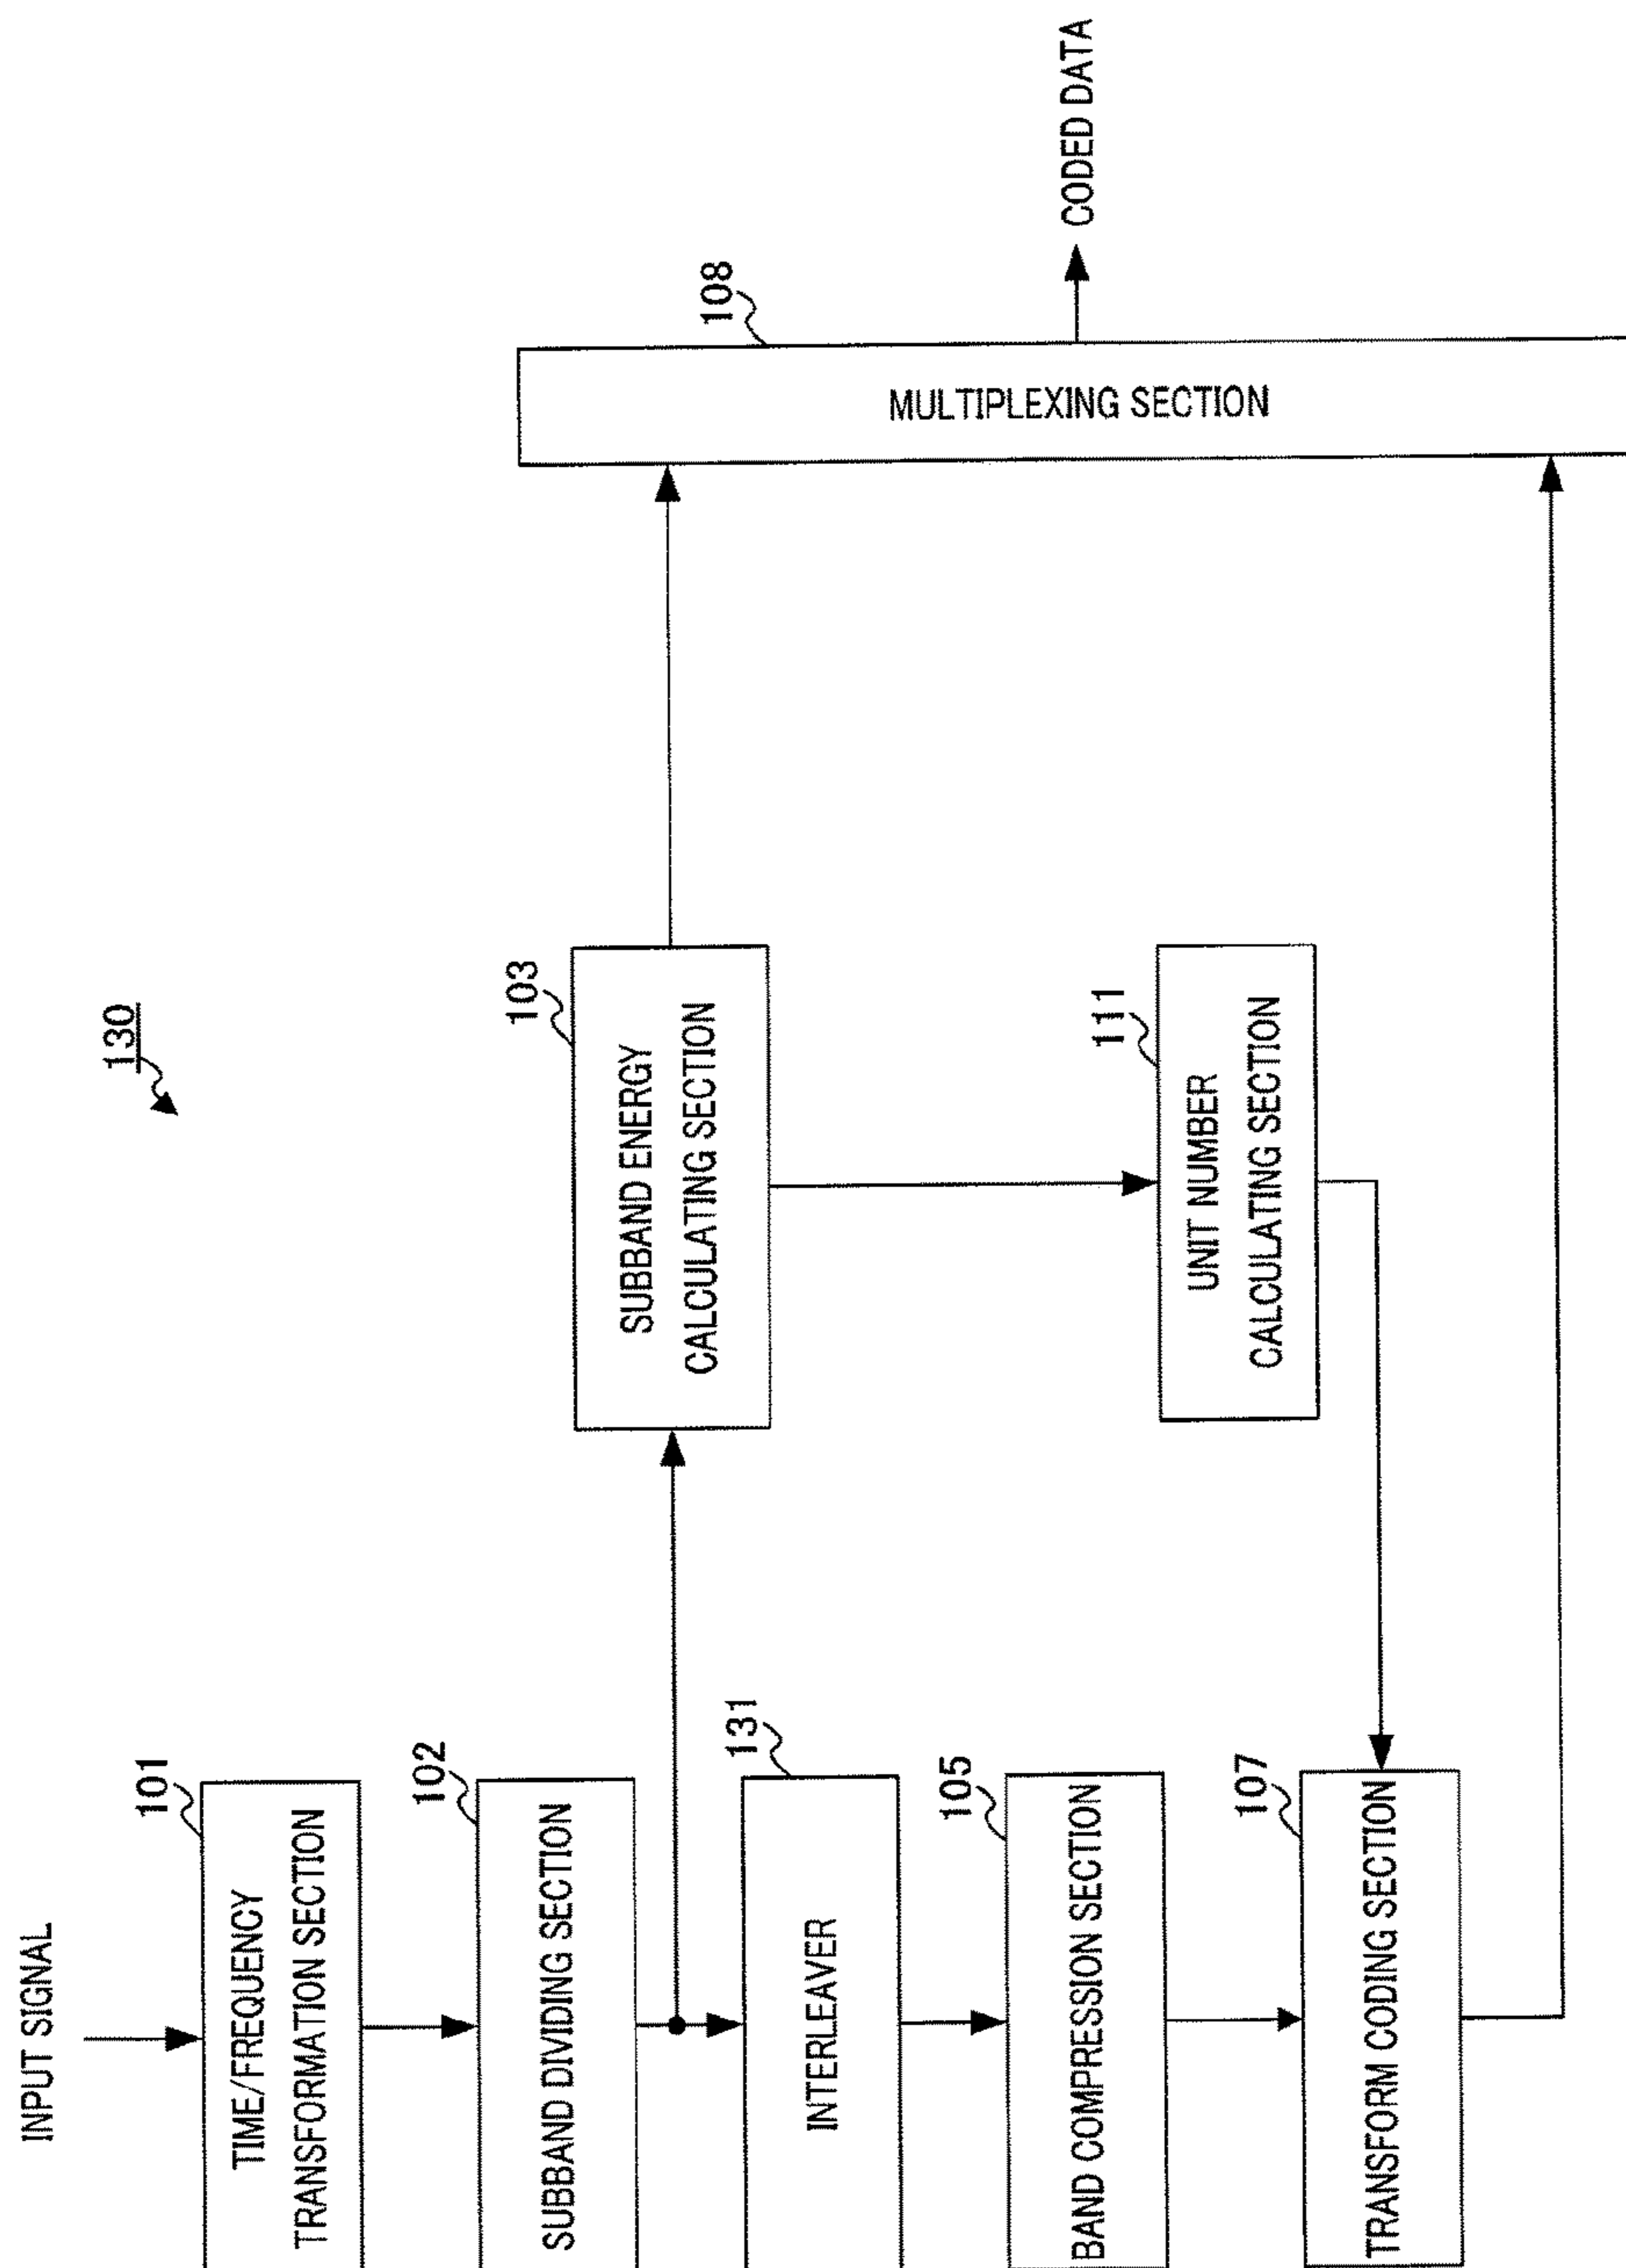 130
INPUT SIGNAL
101
TIME/FREQUENCY
TRANSFORMATION SECTION
102
SUBBAND DIVIDING SECTION
131
INTERLEAVER
105
BAND COMPRESSION SECTION
107
TRANSFORM CODING SECTION
103
SUBBAND ENERGY
CALCULATING SECTION
111
UNIT NUMBER
CALCULATING SECTION
108
MULTIPLEXING SECTION
CODED DATA